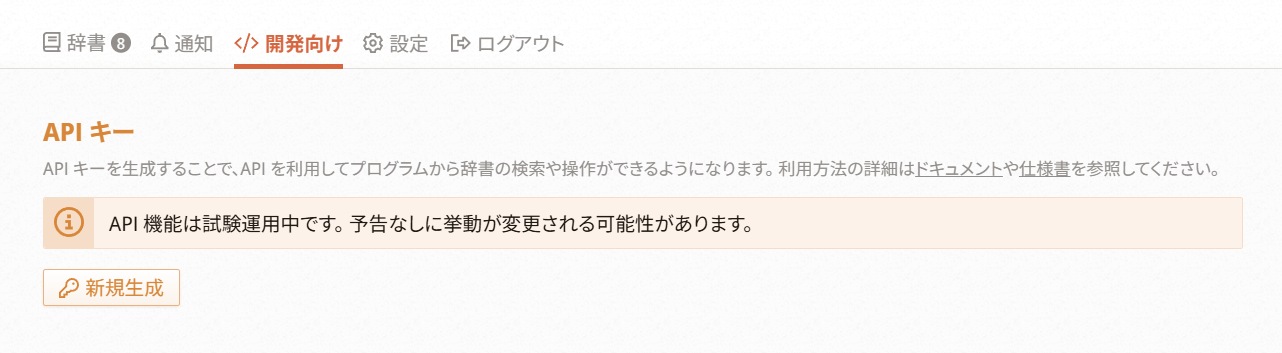 辞書 8 通知 </> 開発向け 設定 ログアウト
API キー
API キーを生成することで、API を利用してプログラムから辞書の検索や操作ができるようになります。利用方法の詳細はドキュメントや仕様書を参照してください。
API 機能は試験運用中です。予告なしに挙動が変更される可能性があります。
新規生成